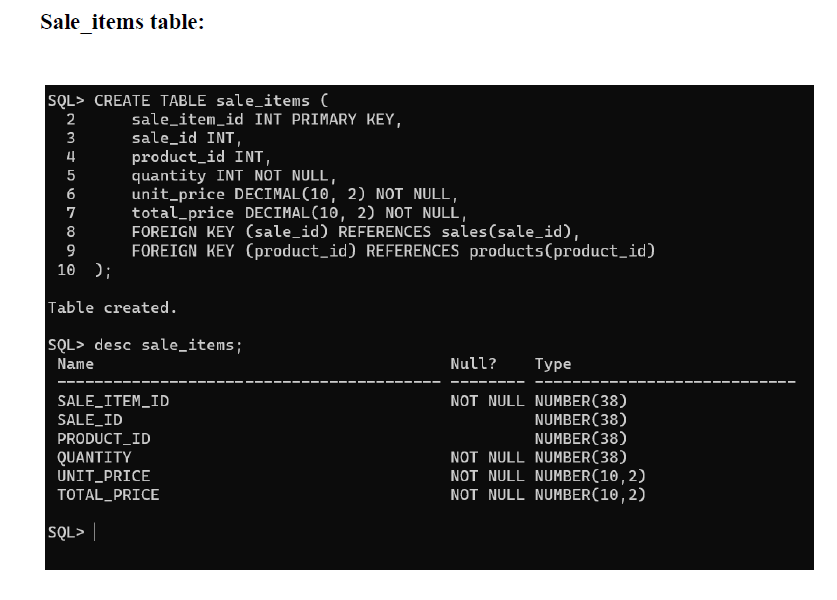 Sale_items table:
SQL> CREATE TABLE sale_items (
  2      sale_item_id INT PRIMARY KEY,
  3      sale_id INT,
  4      product_id INT,
  5      quantity INT NOT NULL,
  6      unit_price DECIMAL(10, 2) NOT NULL,
  7      total_price DECIMAL(10, 2) NOT NULL,
  8      FOREIGN KEY (sale_id) REFERENCES sales(sale_id),
  9      FOREIGN KEY (product_id) REFERENCES products(product_id)
 10  );
Table created.
SQL> desc sale_items;
 Name                                      Null?    Type
 ----------------------------------------- -------- ----------------------------
 SALE_ITEM_ID                              NOT NULL NUMBER(38)
 SALE_ID                                            NUMBER(38)
 PRODUCT_ID                                         NUMBER(38)
 QUANTITY                                  NOT NULL NUMBER(38)
 UNIT_PRICE                                NOT NULL NUMBER(10,2)
 TOTAL_PRICE                               NOT NULL NUMBER(10,2)
SQL>